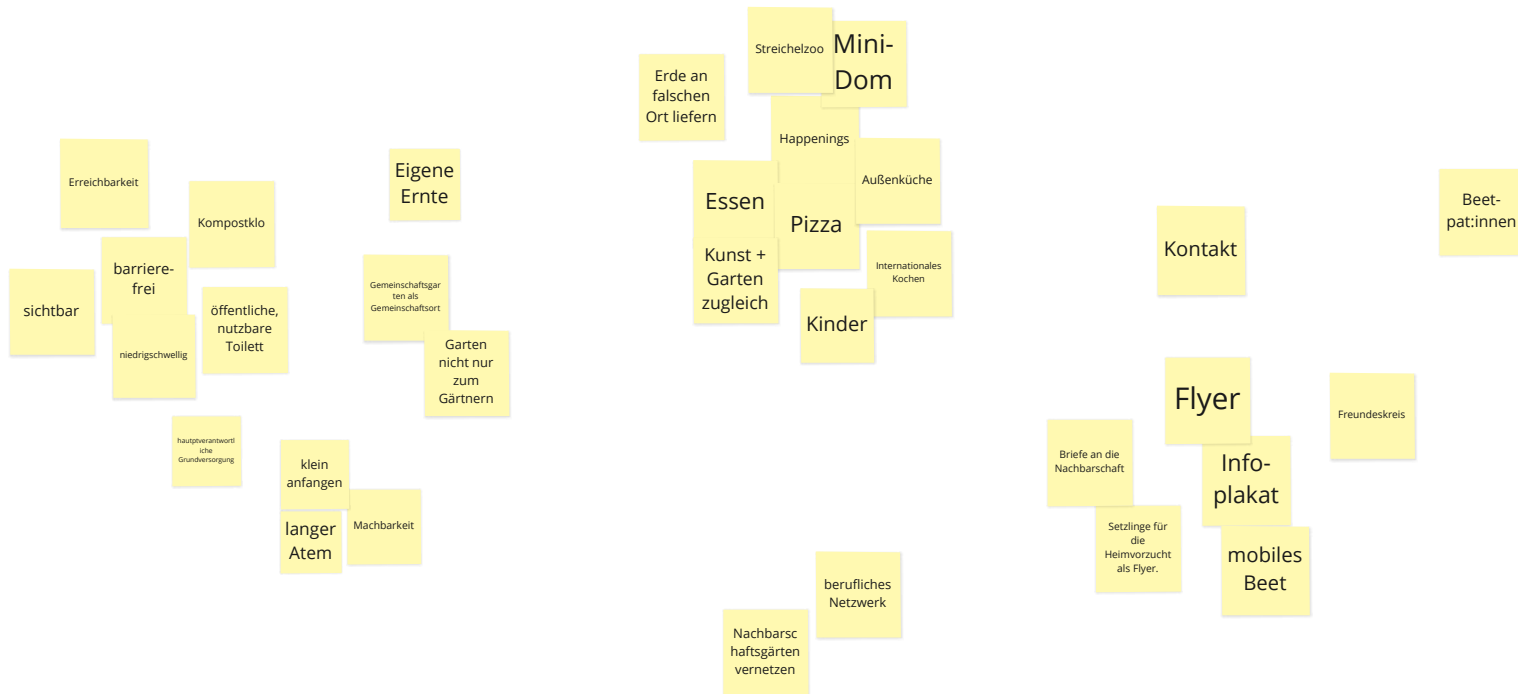 Streichelzoo
Mini-
Dom
Erde an
falschen
Ort liefern
Happenings
Außenküche
Essen
Pizza
Kunst +
Garten
zugleich
Internationales
Kochen
Kinder
Erreichbarkeit
Kompostklo
barriere-
frei
sichtbar
niedrigschwellig
öffentliche,
nutzbare
Toilett
Eigene
Ernte
Gemeinschaftsgar
ten als
Gemeinschaftsort
Garten
nicht nur
zum
Gärtnern
hautptverantwortl
iche
Grundversorgung
klein
anfangen
langer
Atem
Machbarkeit
berufliches
Netzwerk
Nachbarsc
haftsgärten
vernetzen
Kontakt
Beet-
pat:innen
Flyer
Freundeskreis
Briefe an die
Nachbarschaft
Info-
plakat
Setzlinge für
die
Heimvorzucht
als Flyer.
mobiles
Beet